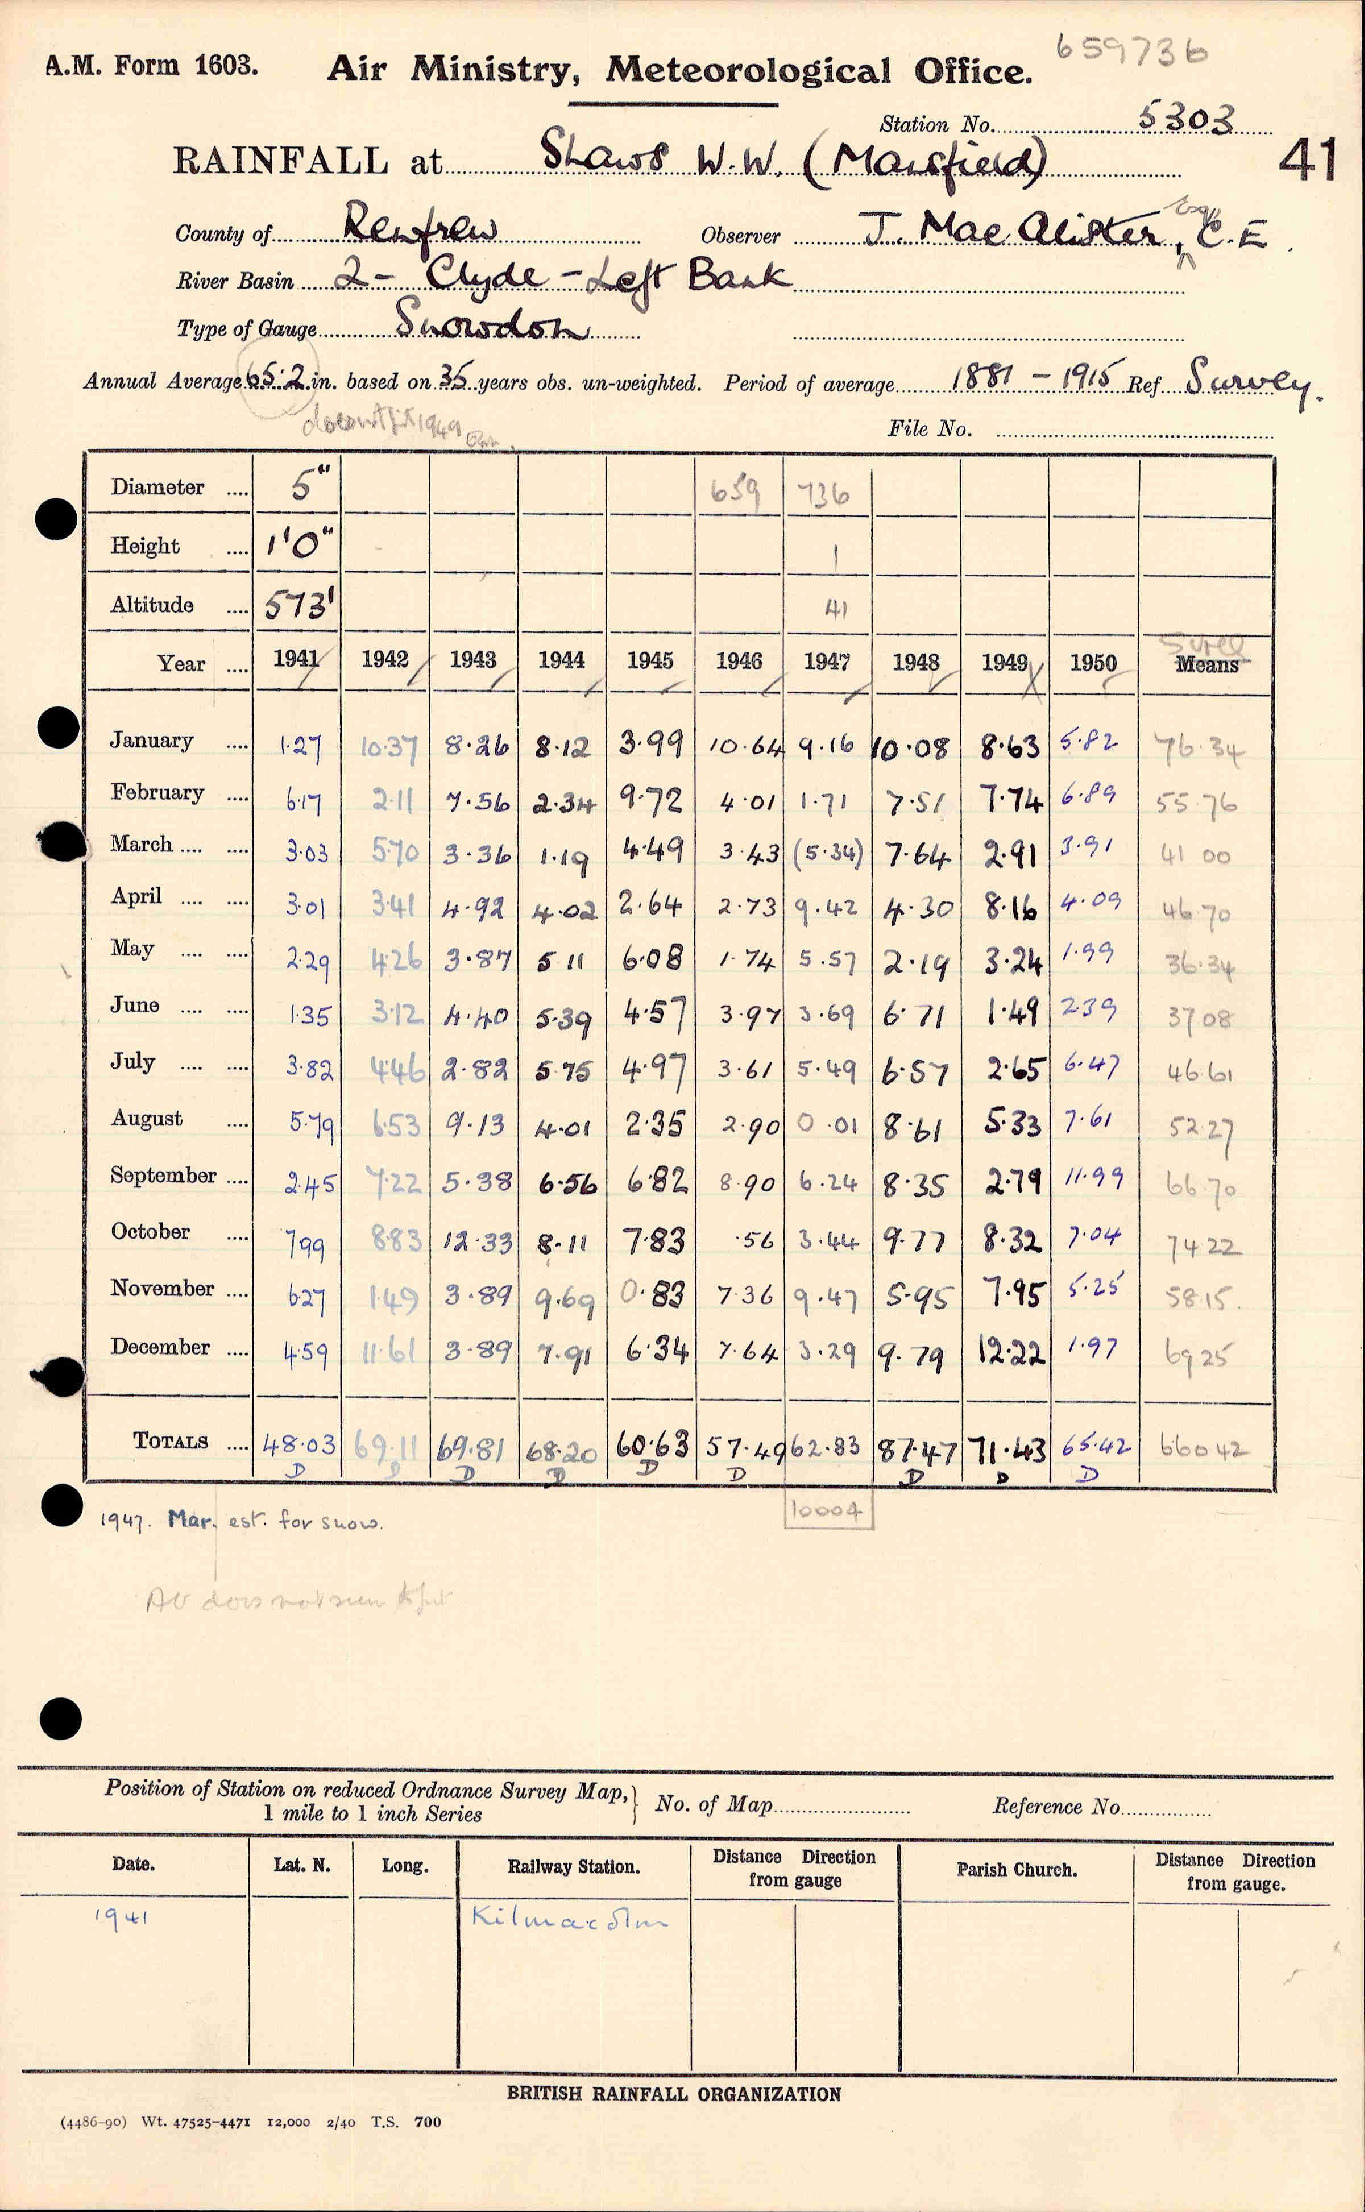 659736
A.M. Form 1603. Air Ministry, Meteorological Office.
Station No. 5303
RAINFALL at Shaws W.W. (Mansfield) 41
County of Renfrew Observer J. MacAlister, Esq C.E.
River Basin 2 - Clyde - Left Bank
Type of Gauge Snowdon
Annual Average 65.2 in. based on 35 years obs. un-weighted. Period of average 1881 - 1915 Ref Survey.
1949
File No.
Diameter .... 5" 659 736
Height .... 1'0" 1
Altitude .... 573' 41
Year .... 1941 1942 1943 1944 1945 1946 1947 1948 1949 1950 Means
January .... 1.27 10.37 8.26 8.12 3.99 10.64 9.16 10.08 8.63 5.82 76.34
February .... 6.17 2.11 7.56 2.34 9.72 4.01 1.71 7.51 7.74 6.89 55.76
March .... .... 3.03 5.70 3.36 1.19 4.49 3.43 (5.34) 7.64 2.91 3.91 41 00
April .... .... 3.01 3.41 4.92 4.02 2.64 2.73 9.42 4.30 8.16 4.09 46.70
May .... .... 2.29 4.26 3.87 5 11 6.08 1.74 5.57 2.19 3.24 1.99 36.34
June .... .... 1.35 3.12 4.40 5.39 4.57 3.97 3.69 6.71 1.49 2.39 37.08
July .... .... 3.82 4.46 2.82 5.75 4.97 3.61 5.49 6.57 2.65 6.47 46.61
August .... 5.79 6.53 9.13 4.01 2.35 2.90 0.01 8.61 5.33 7.61 52.27
September .... 2.45 7.22 5.38 6.56 6.82 8.90 6.24 8.35 2.79 11.99 66.70
October .... 7.99 8.83 12.33 8.11 7.83 .56 3.44 9.77 8.32 7.04 74.22
November .... 6.27 1.49 3.89 9.69 0.83 7.36 9.47 5.95 7.95 5.25 58.15
December .... 4.59 11.61 3.89 7.91 6.34 7.64 3.29 9.79 12.22 1.97 69.25
TOTALS .... 48.03 69.11 69.81 68.20 60.63 57.49 62.83 87.47 71.43 65.42 660.42
D D D D D D D D D
10004
1947. Mar. est. for snow.
Av does not seem to fit
Position of Station on reduced Ordnance Survey Map, } No. of Map Reference No.
1 mile to 1 inch Series
Date. Lat. N. Long. Railway Station. Distance Direction from gauge Parish Church. Distance Direction from gauge.
1941 Kilmacolm
BRITISH RAINFALL ORGANIZATION
(4486-90) Wt. 47525-4471 12,000 2/40 T.S. 700